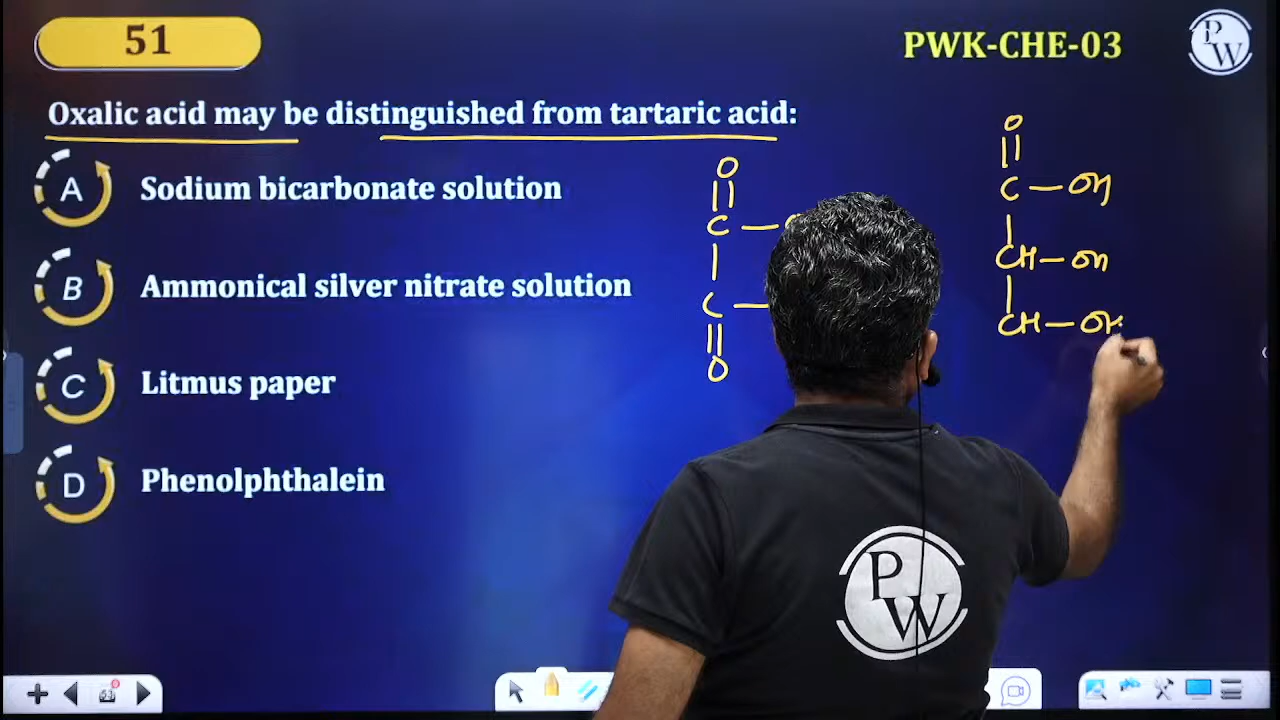 51
PWK-CHE-03
P
W
Oxalic acid may be distinguished from tartaric acid:
A Sodium bicarbonate solution
B Ammonical silver nitrate solution
C Litmus paper
D Phenolphthalein
O
C —
C —
O
O
C — OH
CH — OH
CH — OH
P
W